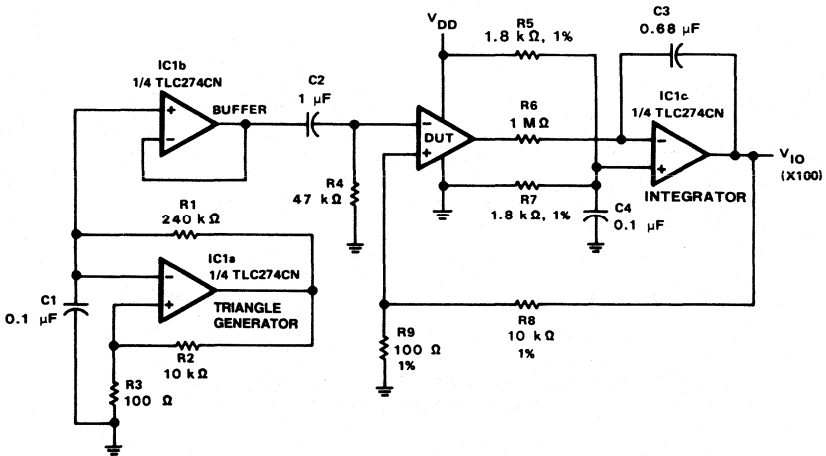 V_DD
R5
1.8 kΩ, 1%
C3
0.68 μF
IC1b
1/4 TLC274CN
BUFFER
+
−
C2
1 μF
R4
47 kΩ
−
DUT
+
R6
1 MΩ
IC1c
1/4 TLC274CN
−
+
INTEGRATOR
V_IO
(X100)
R7
1.8 kΩ, 1%
C4
0.1 μF
R1
240 kΩ
IC1a
1/4 TLC274CN
−
+
TRIANGLE
GENERATOR
C1
0.1 μF
R2
10 kΩ
R3
100 Ω
R9
100 Ω
1%
R8
10 kΩ
1%